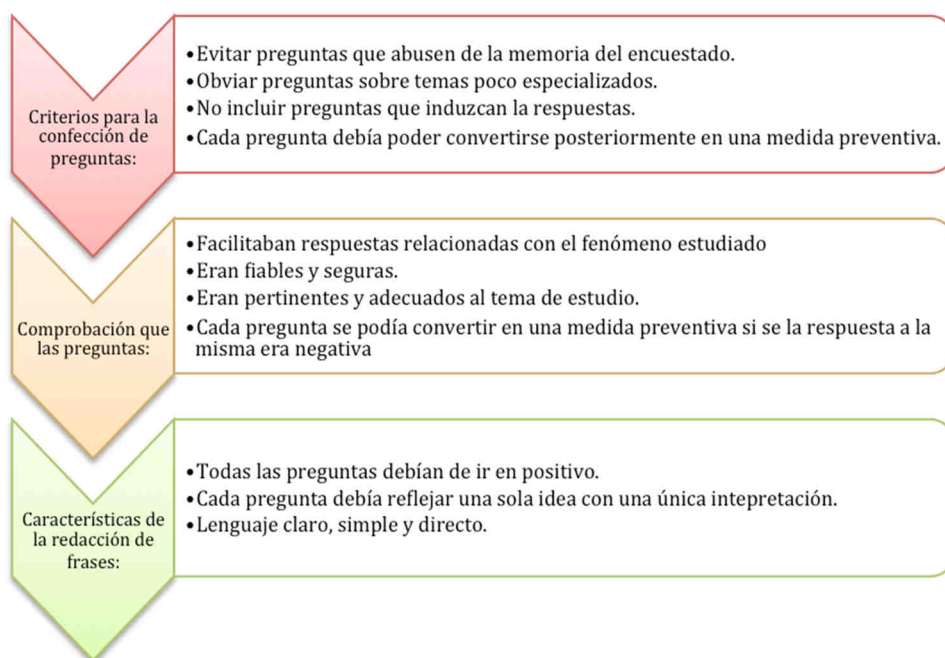 Criterios para la
confección de
preguntas:
•Evitar preguntas que abusen de la memoria del encuestado.
•Obviar preguntas sobre temas poco especializados.
•No incluir preguntas que induzcan la respuestas.
•Cada pregunta debía poder convertirse posteriormente en una medida preventiva.
Comprobación que
las preguntas:
•Facilitaban respuestas relacionadas con el fenómeno estudiado
•Eran fiables y seguras.
•Eran pertinentes y adecuados al tema de estudio.
•Cada pregunta se podía convertir en una medida preventiva si se la respuesta a la
misma era negativa
Característicias de
la redacción de
frases:
•Todas las preguntas debían de ir en positivo.
•Cada pregunta debía reflejar una sola idea con una única intepretación.
•Lenguaje claro, simple y directo.